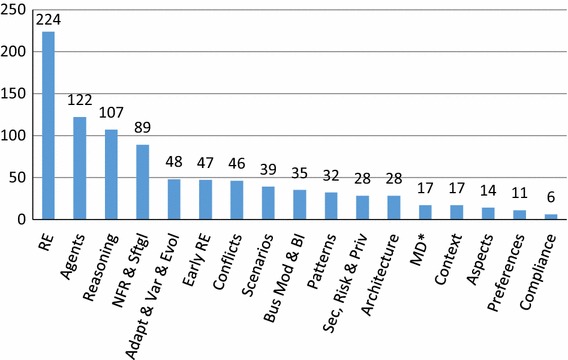 250
200
150
100
50
0
224
122
107
89
48
47
46
39
35
32
28
28
17
17
14
11
6
RE
Agents
Reasoning
NFR & Sftgl
Adapt & Var & Evol
Early RE
Conflicts
Scenarios
Bus Mod & BI
Patterns
Sec, Risk & Priv
Architecture
MD*
Context
Aspects
Preferences
Compliance